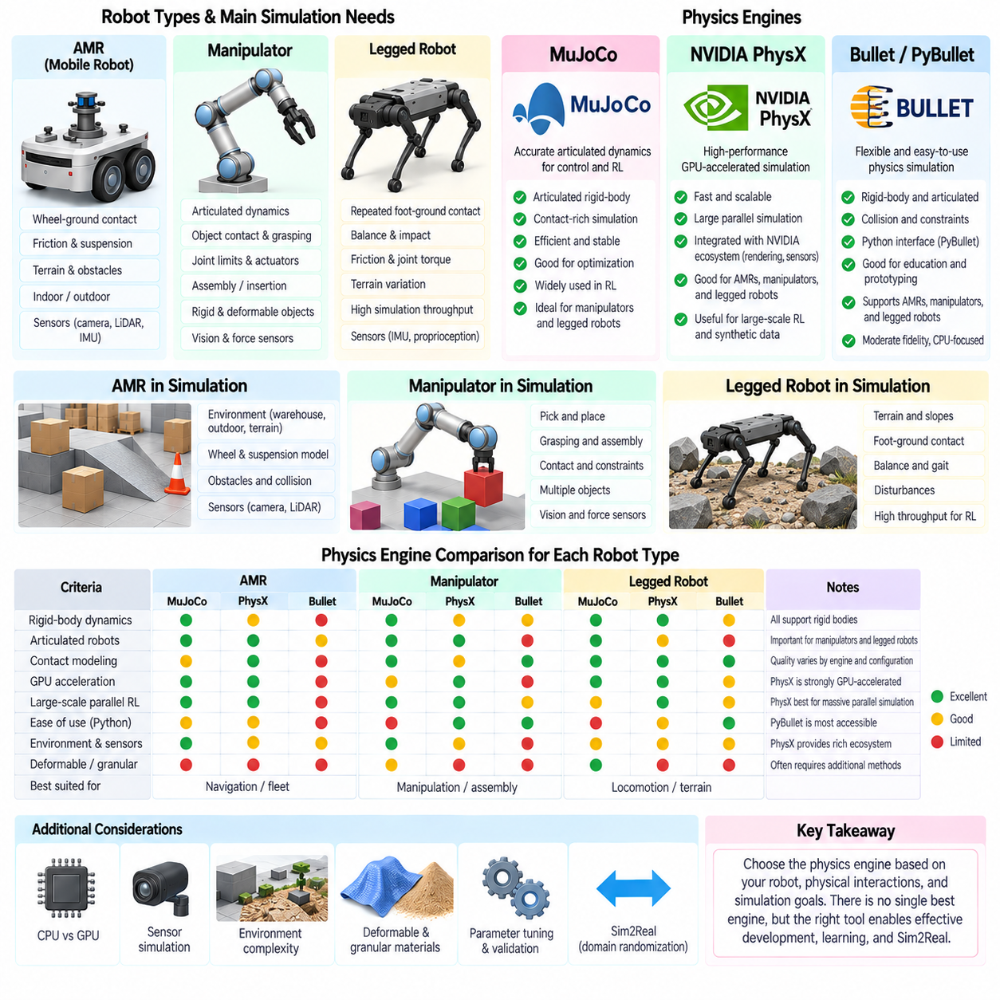 Robot Types & Main Simulation Needs
Physics Engines
AMR
(Mobile Robot)
Wheel-ground contact
Friction & suspension
Terrain & obstacles
Indoor / outdoor
Sensors (camera, LiDAR,
IMU)
Manipulator
Articulated dynamics
Object contact & grasping
Joint limits & actuators
Assembly / insertion
Rigid & deformable objects
Vision & force sensors
Legged Robot
Repeated foot-ground contact
Balance & impact
Friction & joint torque
Terrain variation
High simulation throughput
Sensors (IMU, proprioception)
MuJoCo
MuJoCo
Accurate articulated dynamics
for control and RL
Articulated rigid-body
Contact-rich simulation
Efficient and stable
Good for optimization
Widely used in RL
Ideal for manipulators
and legged robots
NVIDIA PhysX
NVIDIA
PhysX
High-performance
GPU-accelerated simulation
Fast and scalable
Large parallel simulation
Integrated with NVIDIA
ecosystem (rendering, sensors)
Good for AMRs, manipulators,
and legged robots
Useful for large-scale RL
and synthetic data
Bullet / PyBullet
BULLET
Flexible and easy-to-use
physics simulation
Rigid-body and articulated
Collision and constraints
Python interface (PyBullet)
Good for education and
prototyping
Supports AMRs, manipulators,
and legged robots
Moderate fidelity, CPU-focused
AMR in Simulation
Environment (warehouse,
outdoor, terrain)
Wheel & suspension model
Obstacles and collision
Sensors (camera, LiDAR)
Manipulator in Simulation
Pick and place
Grasping and assembly
Contact and constraints
Multiple objects
Vision and force sensors
Legged Robot in Simulation
Terrain and slopes
Foot-ground contact
Balance and gait
Disturbances
High throughput for RL
Physics Engine Comparison for Each Robot Type
Criteria AMR Manipulator Legged Robot Notes
MuJoCo PhysX Bullet MuJoCo PhysX Bullet MuJoCo PhysX Bullet
Rigid-body dynamics All support rigid bodies
Articulated robots Important for manipulators and legged robots
Contact modeling Quality varies by engine and configuration
GPU acceleration PhysX is strongly GPU-accelerated
Large-scale parallel RL PhysX best for massive parallel simulation
Ease of use (Python) PyBullet is most accessible
Environment & sensors PhysX provides rich ecosystem
Deformable / granular Often requires additional methods
Best suited for Navigation / fleet Manipulation / assembly Locomotion / terrain
Excellent
Good
Limited
Additional Considerations
CPU vs GPU
Sensor
simulation
Environment
complexity
Deformable &
granular materials
Parameter tuning
& validation
Sim2Real
(domain randomization)
Key Takeaway
Choose the physics engine based on
your robot, physical interactions, and
simulation goals. There is no single best
engine, but the right tool enables effective
development, learning, and Sim2Real.